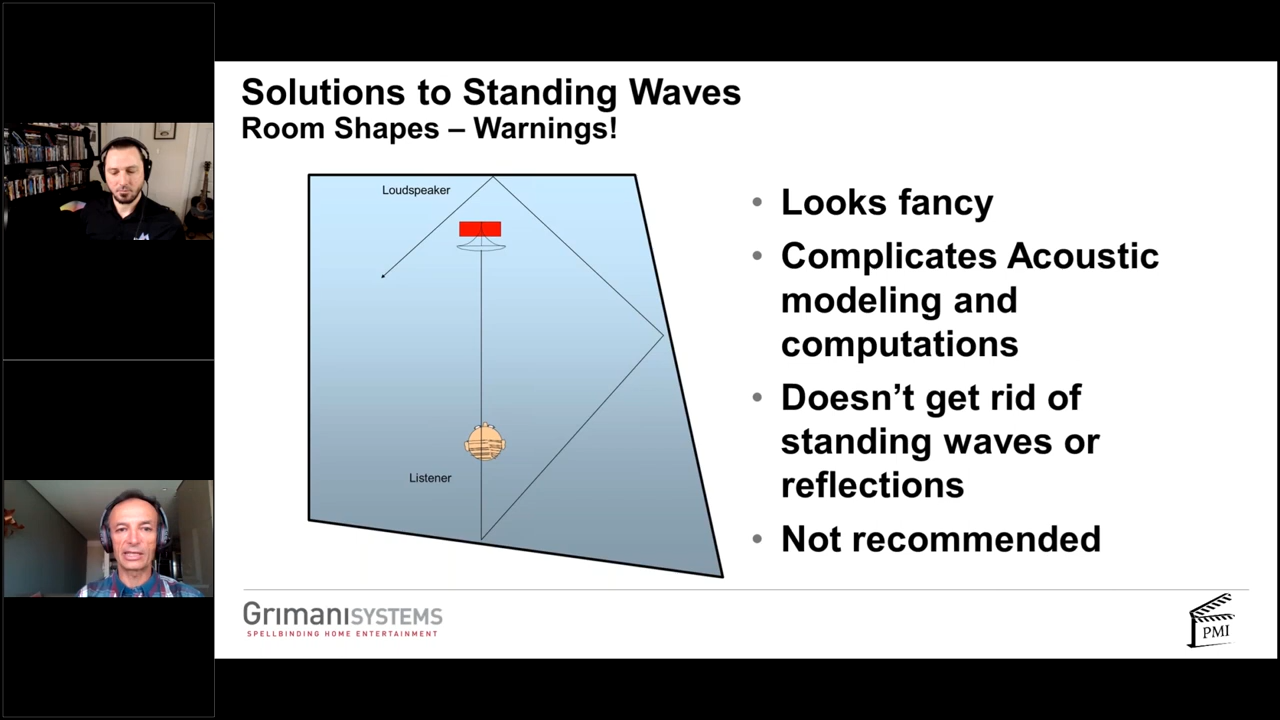 Solutions to Standing Waves
Room Shapes – Warnings!
Loudspeaker
Listener
• Looks fancy
• Complicates Acoustic
modeling and
computations
• Doesn’t get rid of
standing waves or
reflections
• Not recommended
GrimaniSYSTEMS
SPELLBINDING HOME ENTERTAINMENT
PMI